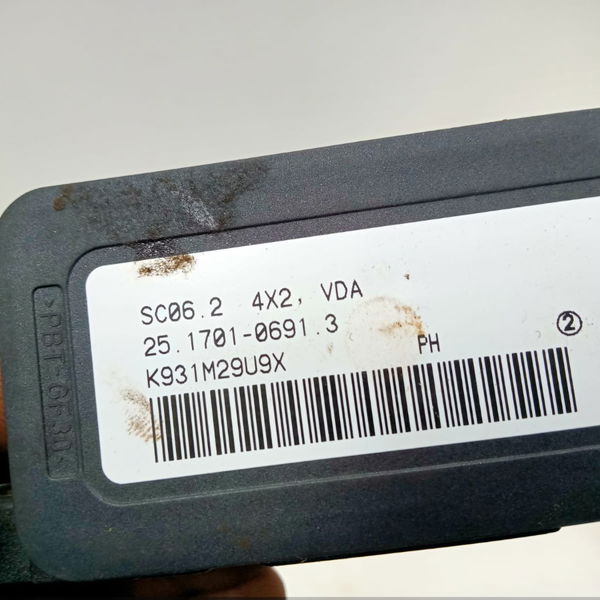 SC06.2 4X2, VDA
25.1701-0691.3
PH
②
K931M29U9X
>PBT-GF30<